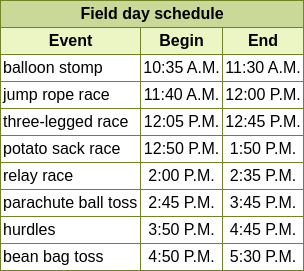 Field day schedule
Event Begin End
balloon stomp 10:35 A.M. 11:30 A.M.
jump rope race 11:40 A.M. 12:00 P.M.
three-legged race 12:05 P.M. 12:45 P.M.
potato sack race 12:50 P.M. 1:50 P.M.
relay race 2:00 P.M. 2:35 P.M.
parachute ball toss 2:45 P.M. 3:45 P.M.
hurdles 3:50 P.M. 4:45 P.M.
bean bag toss 4:50 P.M. 5:30 P.M.